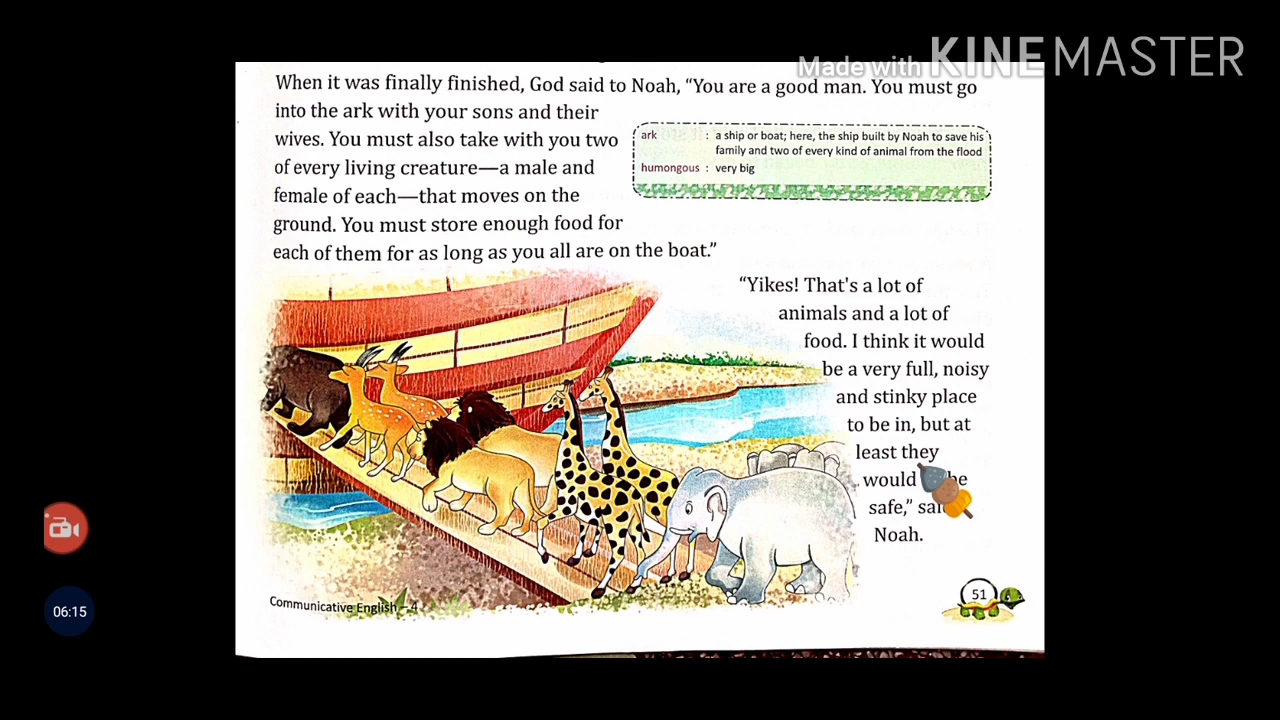 Made with KINEMASTER
When it was finally finished, God said to Noah, “You are a good man. You must go
into the ark with your sons and their
wives. You must also take with you two
of every living creature—a male and
female of each—that moves on the
ground. You must store enough food for
each of them for as long as you all are on the boat.”
ark : a ship or boat; here, the ship built by Noah to save his
family and two of every kind of animal from the flood
humongous : very big
“Yikes! That's a lot of
animals and a lot of
food. I think it would
be a very full, noisy
and stinky place
to be in, but at
least they
would
safe,”
Noah.
Communicative English – 4
51
06:15